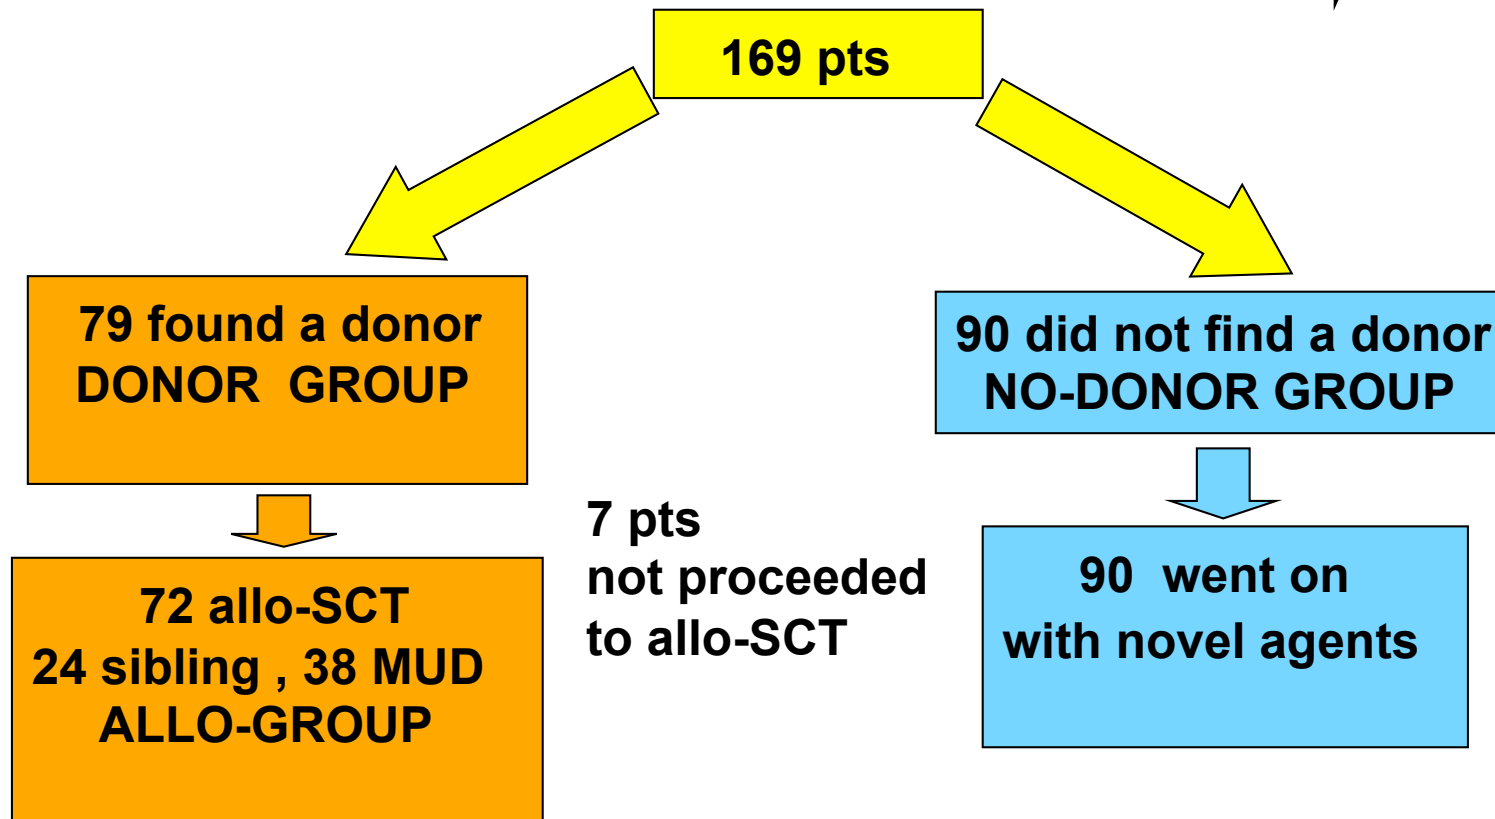 169 pts
79 found a donor
DONOR GROUP
90 did not find a donor
NO-DONOR GROUP
7 pts
not proceeded
to allo-SCT
72 allo-SCT
24 sibling , 38 MUD
ALLO-GROUP
90 went on
with novel agents